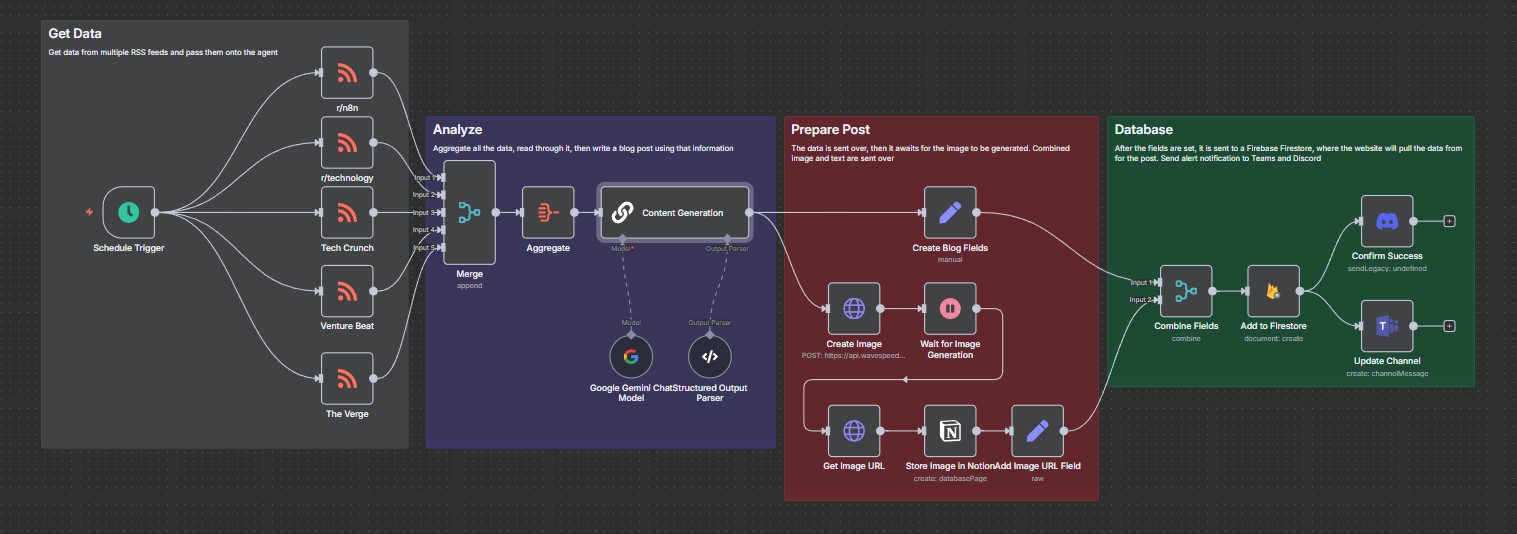 Get Data
Get data from multiple RSS feeds and pass them onto the agent
r/n8n
r/technology
Schedule Trigger
Tech Crunch
Venture Beat
The Verge
Analyze
Aggregate all the data, read through it, then write a blog post using that information
Input 1
Input 2
Input 3
Input 4
Input 5
Merge
append
Aggregate
Content Generation
Model*
Output Parser
Model
Output Parser
Google Gemini Chat
Model
Structured Output
Parser
Prepare Post
The data is sent over, then it awaits for the image to be generated. Combined
image and text are sent over
Create Blog Fields
manual
Create Image
POST: https://api.wavespeed...
Wait for Image
Generation
Get Image URL
Store Image in Notion
create: databasePage
Add Image URL Field
raw
Database
After the fields are set, it is sent to a Firebase Firestore, where the website will pull the data from
for the post. Send alert notification to Teams and Discord
Input 1
Input 2
Combine Fields
combine
Add to Firestore
document: create
Confirm Success
sendLegacy: undefined
Update Channel
create: channelMessage